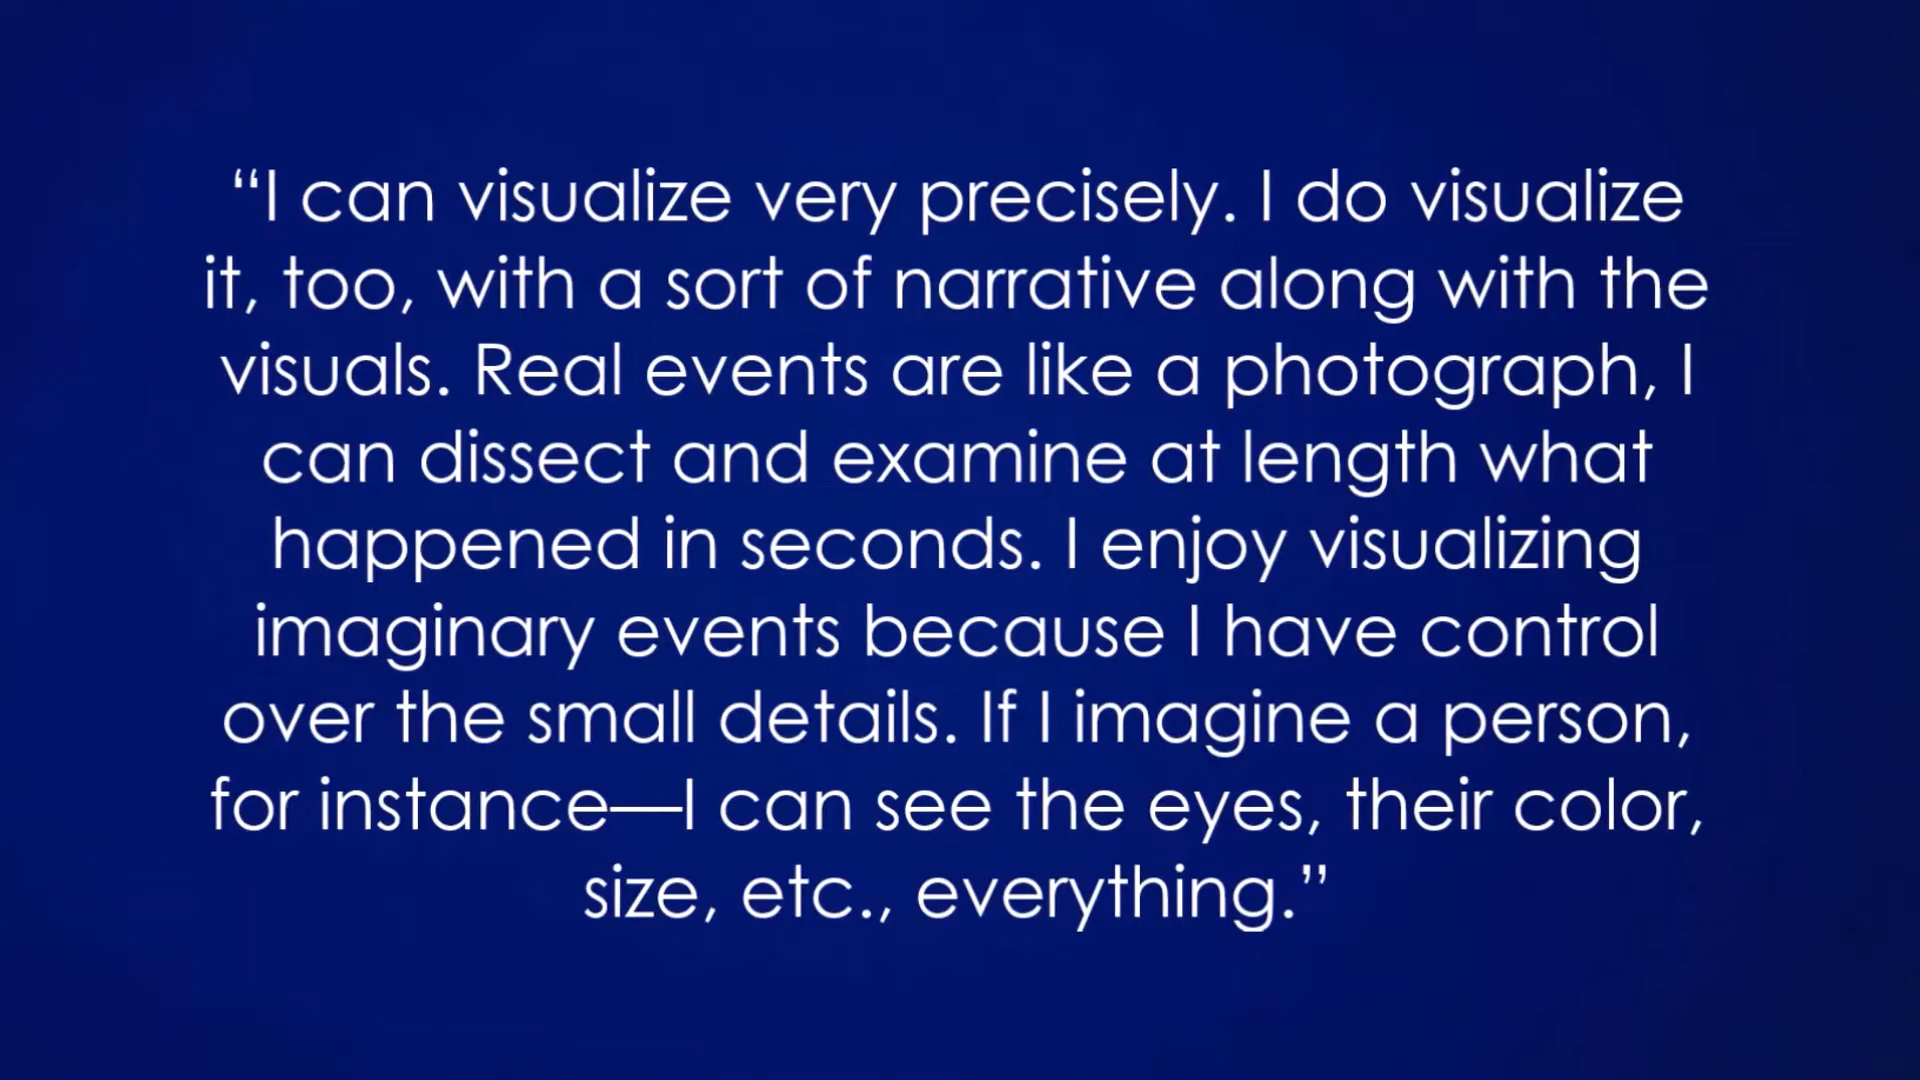 “I can visualize very precisely. I do visualize
it, too, with a sort of narrative along with the
visuals. Real events are like a photograph, I
can dissect and examine at length what
happened in seconds. I enjoy visualizing
imaginary events because I have control
over the small details. If I imagine a person,
for instance—I can see the eyes, their color,
size, etc., everything.”